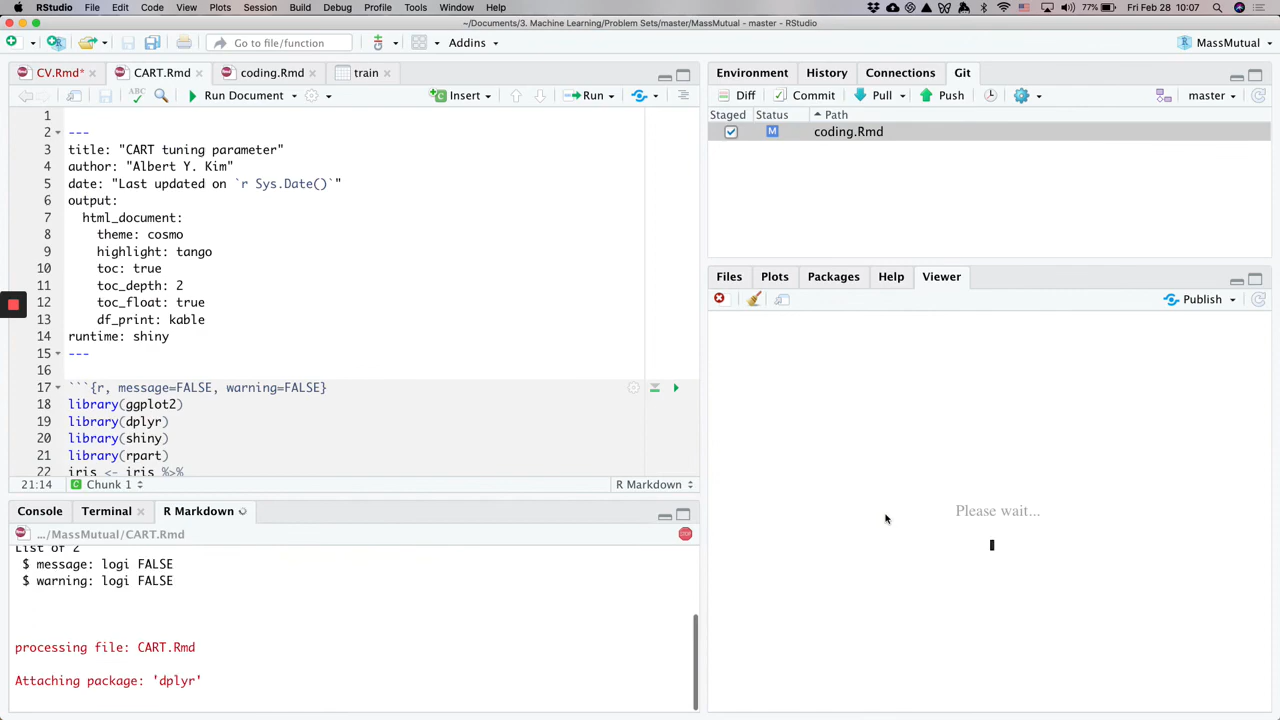 RStudio File Edit Code View Plots Session Build Debug Profile Tools Window Help 77% Fri Feb 28 10:07
~/Documents/3. Machine Learning/Problem Sets/master/MassMutual - master - RStudio
Go to file/function Addins MassMutual
CV.Rmd* CART.Rmd coding.Rmd train
Run Document Insert Run
1
2 ---
3 title: "CART tuning parameter"
4 author: "Albert Y. Kim"
5 date: "Last updated on `r Sys.Date()`"
6 output:
7 html_document:
8 theme: cosmo
9 highlight: tango
10 toc: true
11 toc_depth: 2
12 toc_float: true
13 df_print: kable
14 runtime: shiny
15 ---
16
17 ```{r, message=FALSE, warning=FALSE}
18 library(ggplot2)
19 library(dplyr)
20 library(shiny)
21 library(rpart)
22 iris <- iris %>%
21:14 Chunk 1 R Markdown
Console Terminal R Markdown
.../MassMutual/CART.Rmd
List of 2
$ message: logi FALSE
$ warning: logi FALSE
processing file: CART.Rmd
Attaching package: 'dplyr'
Environment History Connections Git
Diff Commit Pull Push master
Staged Status Path
M coding.Rmd
Files Plots Packages Help Viewer
Publish
Please wait...